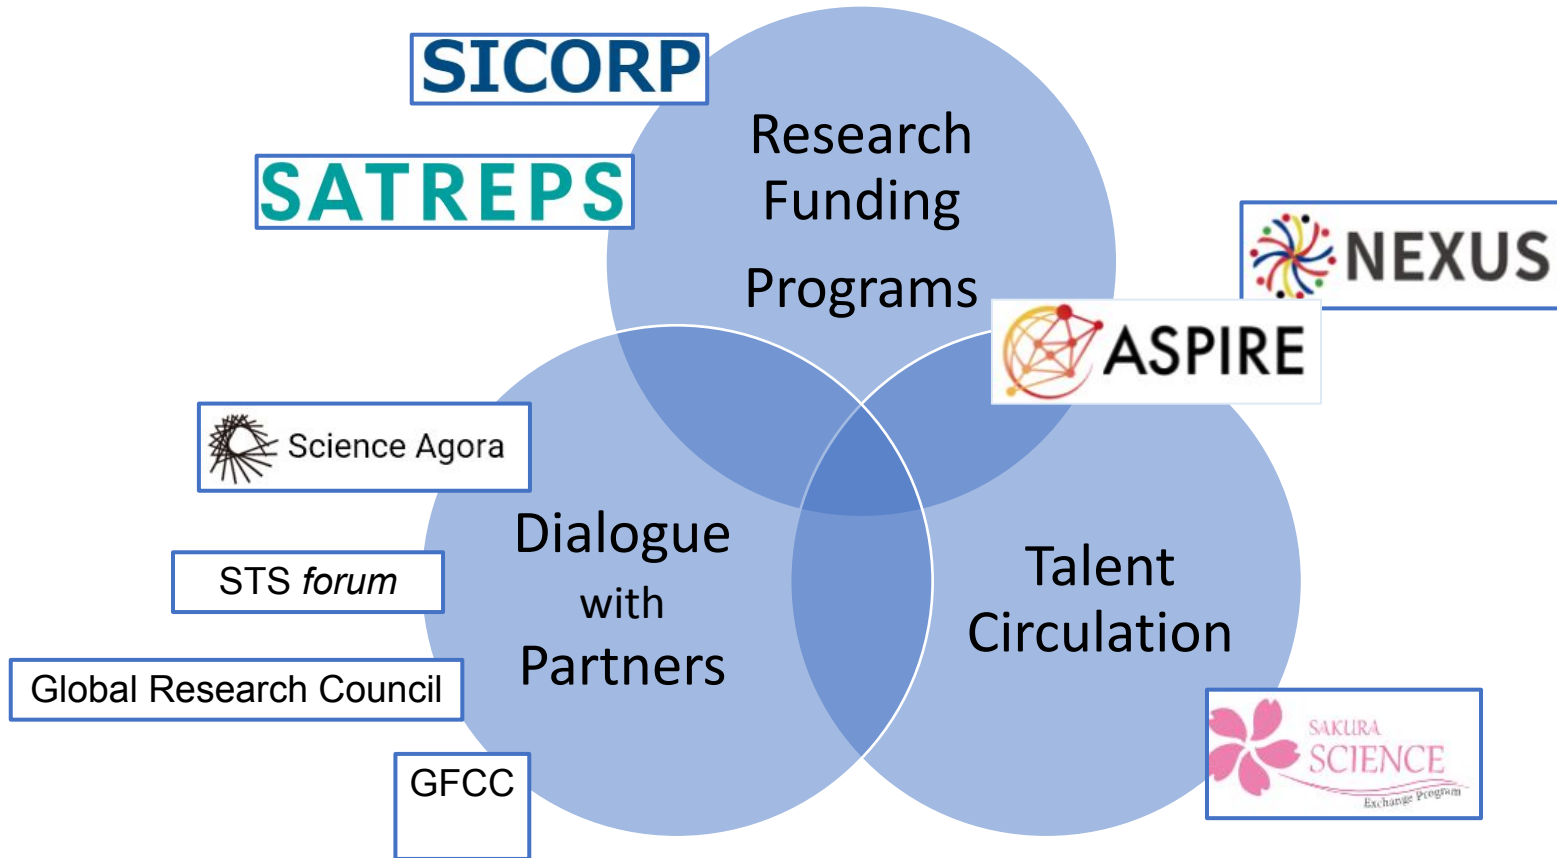 SICORP
SATREPS
Research
Funding
Programs
NEXUS
ASPIRE
Science Agora
STS forum
Global Research Council
GFCC
Dialogue
with
Partners
Talent
Circulation
SAKURA
SCIENCE
Exchange Program